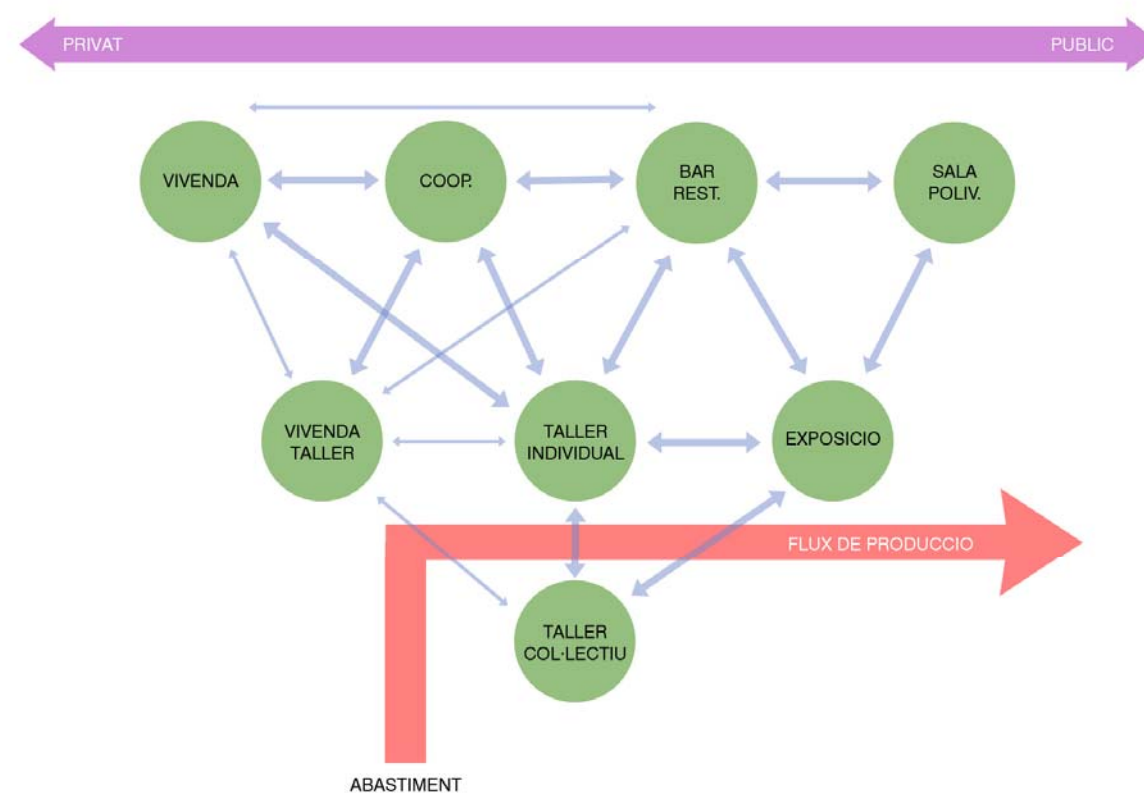 PRIVAT
PUBLIC
VIVENDA
COOP.
BAR
REST.
SALA
POLIV.
VIVENDA
TALLER
TALLER
INDIVIDUAL
EXPOSICIO
FLUX DE PRODUCCIO
TALLER
COL·LECTIU
ABASTIMENT